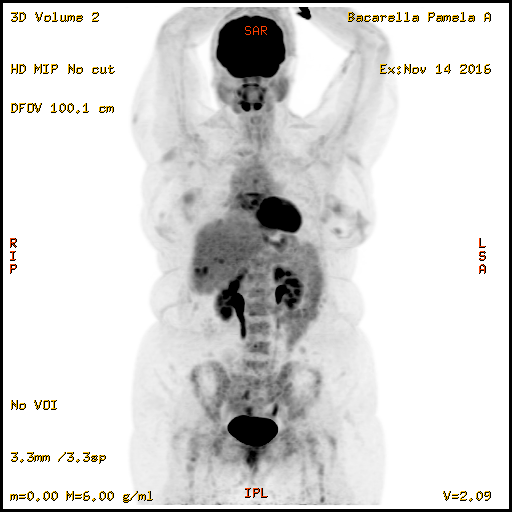 3D Volume 2
Bacarella Pamela A
SAR
HD MIP No cut
Ex:Nov 14 2016
DFOV 100.1 cm
R
I
P
L
S
A
No VOI
3.3mm /3.3sp
m=0.00 M=6.00 g/ml
IPL
V=2.09